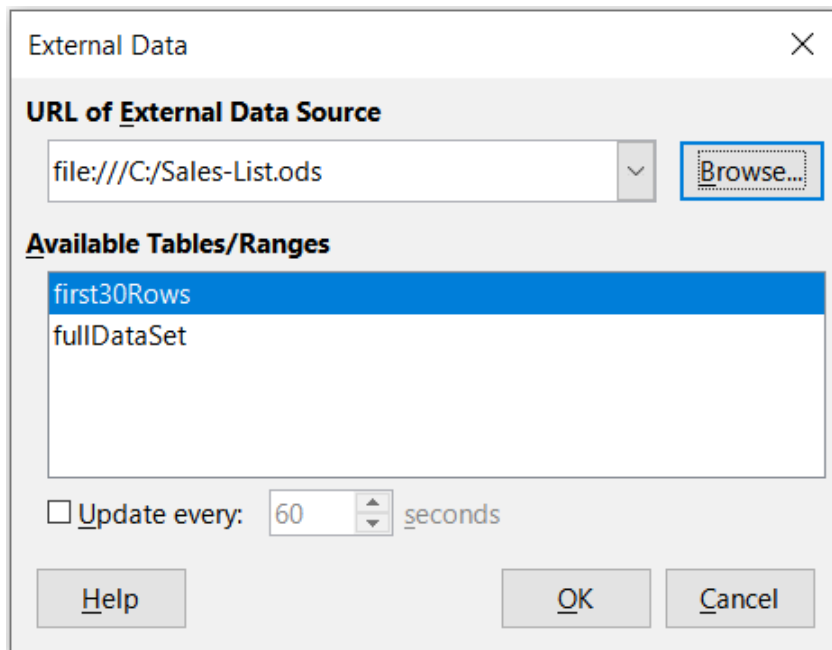 External Data
URL of External Data Source
file:///C:/Sales-List.ods
Browse...
Available Tables/Ranges
first30Rows
fullDataSet
Update every: 60 seconds
Help OK Cancel